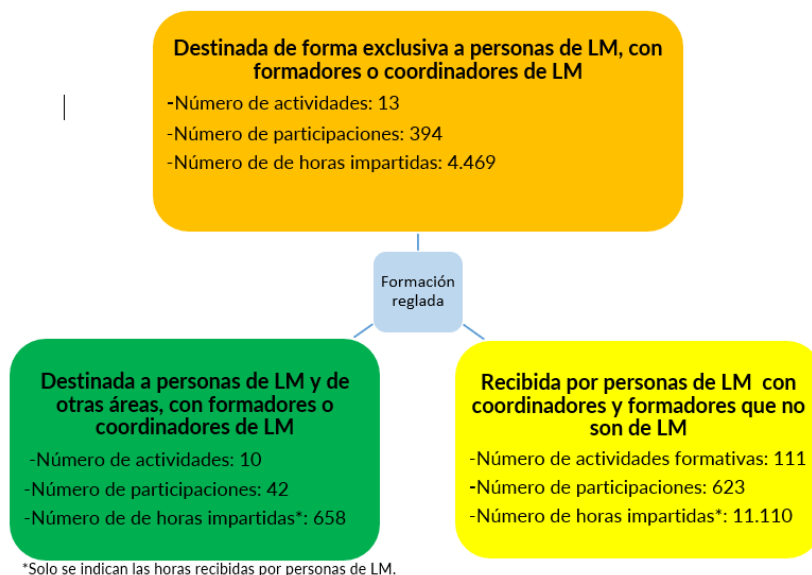 Destinada de forma exclusiva a personas de LM, con
formadores o coordinadores de LM
-Número de actividades: 13
-Número de participaciones: 394
-Número de de horas impartidas: 4.469
Formación
reglada
Destinada a personas de LM y de
otras áreas, con formadores o
coordinadores de LM
-Número de actividades: 10
-Número de participaciones: 42
-Número de de horas impartidas*: 658
Recibida por personas de LM con
coordinadores y formadores que no
son de LM
-Número de actividades formativas: 111
-Número de participaciones: 623
-Número de horas impartidas*: 11.110
*Solo se indican las horas recibidas por personas de LM.